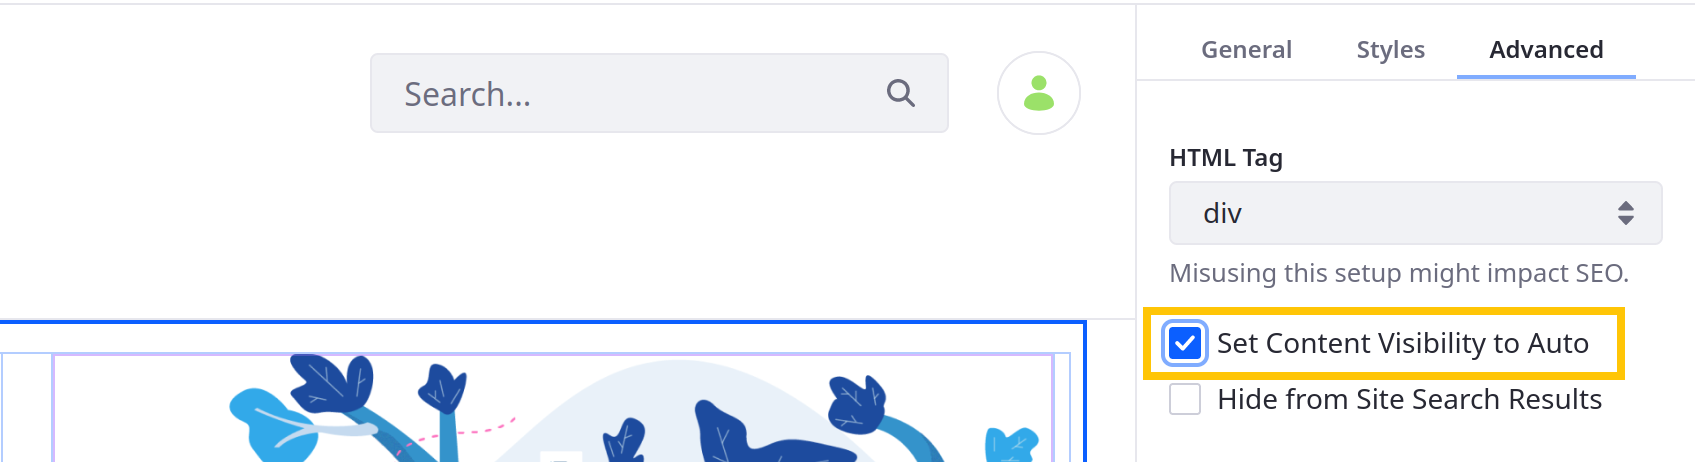 General Styles Advanced
Search...
HTML Tag
div
Misusing this setup might impact SEO.
Set Content Visibility to Auto
Hide from Site Search Results